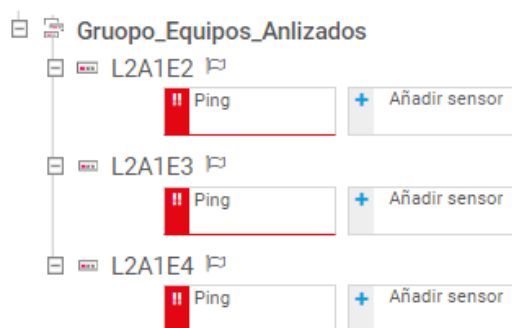 Gruopo_Equipos_Anlizados
L2A1E2
Ping
Añadir sensor
L2A1E3
Ping
Añadir sensor
L2A1E4
Ping
Añadir sensor